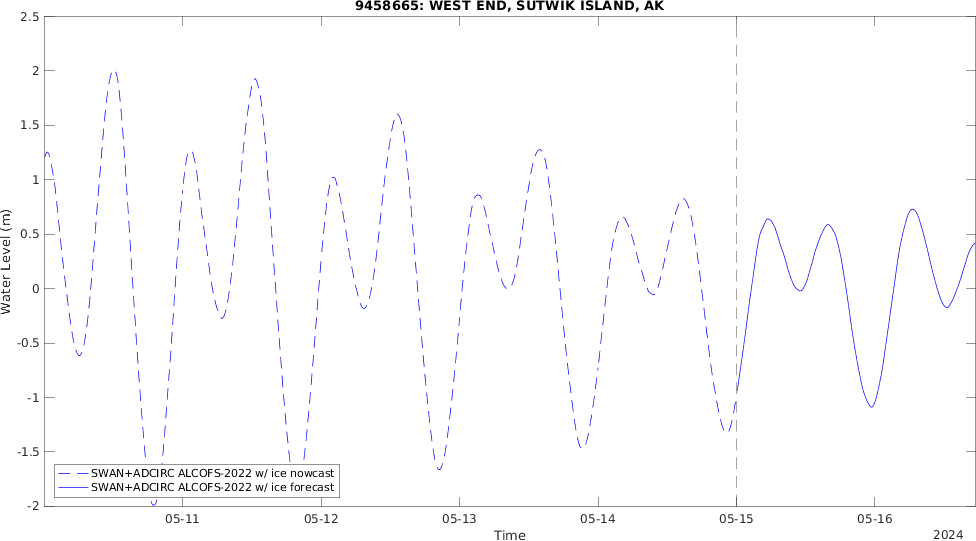 9458665: WEST END, SUTWIK ISLAND, AK
2.5
2
1.5
1
0.5
0
-0.5
-1
-1.5
-2
Water Level (m)
SWAN+ADCIRC ALCOFS-2022 w/ ice nowcast
SWAN+ADCIRC ALCOFS-2022 w/ ice forecast
05-11 05-12 05-13 05-14 05-15 05-16
Time
2024